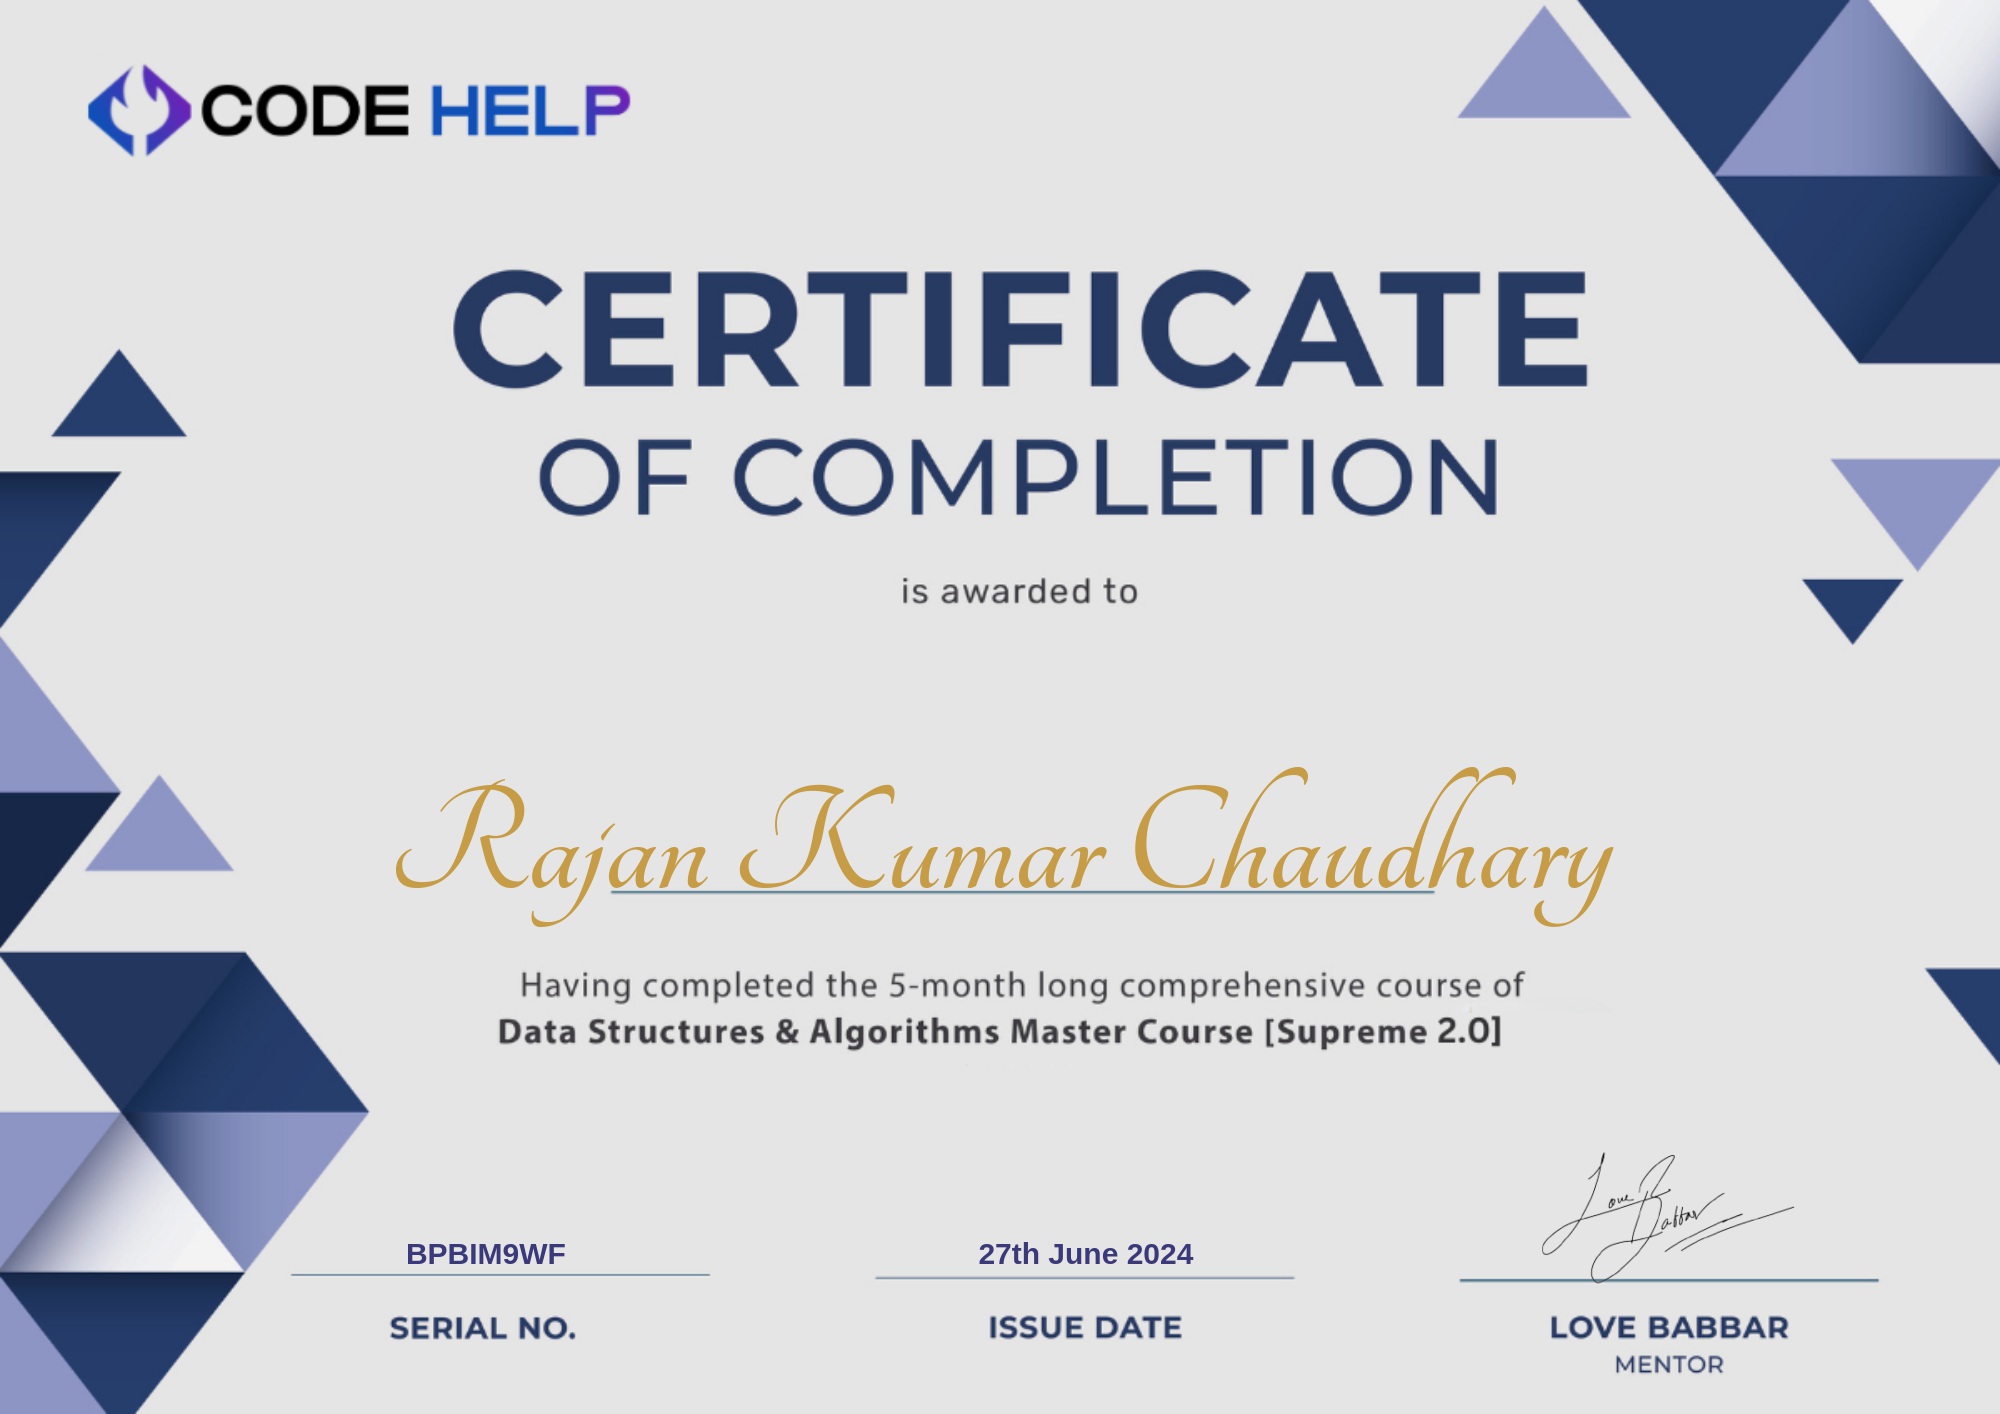 CODE HELP
CERTIFICATE
OF COMPLETION
is awarded to
Rajan Kumar Chaudhary
Having completed the 5-month long comprehensive course of
Data Structures & Algorithms Master Course [Supreme 2.0]
Love Babbar
BPBIM9WF
27th June 2024
SERIAL NO.
ISSUE DATE
LOVE BABBAR
MENTOR